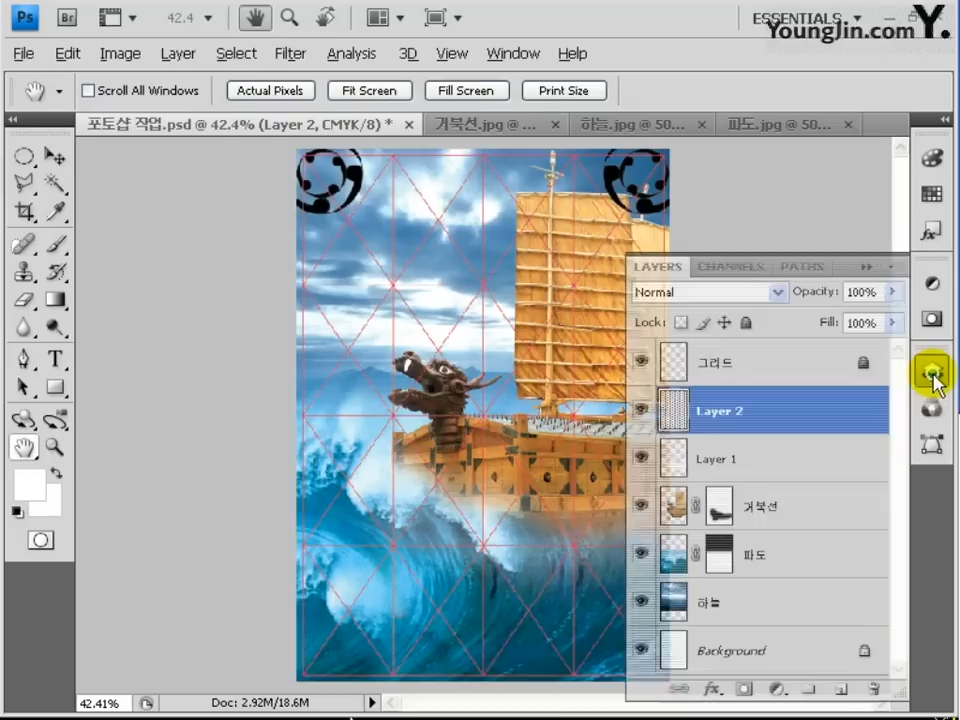 Ps Br 42.4 ESSENTIALS
YoungJin.com Y.
File Edit Image Layer Select Filter Analysis 3D View Window Help
Scroll All Windows Actual Pixels Fit Screen Fill Screen Print Size
포토샵 작업.psd @ 42.4% (Layer 2, CMYK/8) * × 거북선.jpg @ ... × 하늘.jpg @ 50... × 파도.jpg @ 50... ×
LAYERS CHANNELS PATHS
Normal Opacity: 100%
Lock: Fill: 100%
그리드
Layer 2
Layer 1
거북선
파도
하늘
Background
42.41% Doc: 2.92M/18.6M